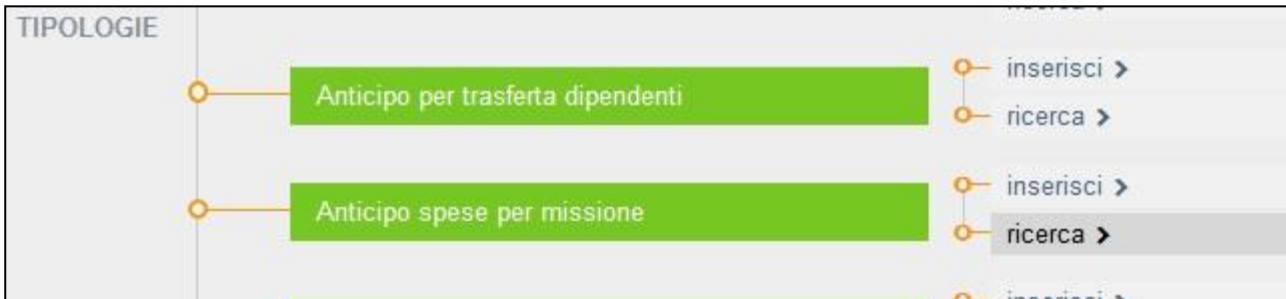 TIPOLOGIE
Anticipo per trasferta dipendenti
inserisci >
ricerca >
Anticipo spese per missione
inserisci >
ricerca >